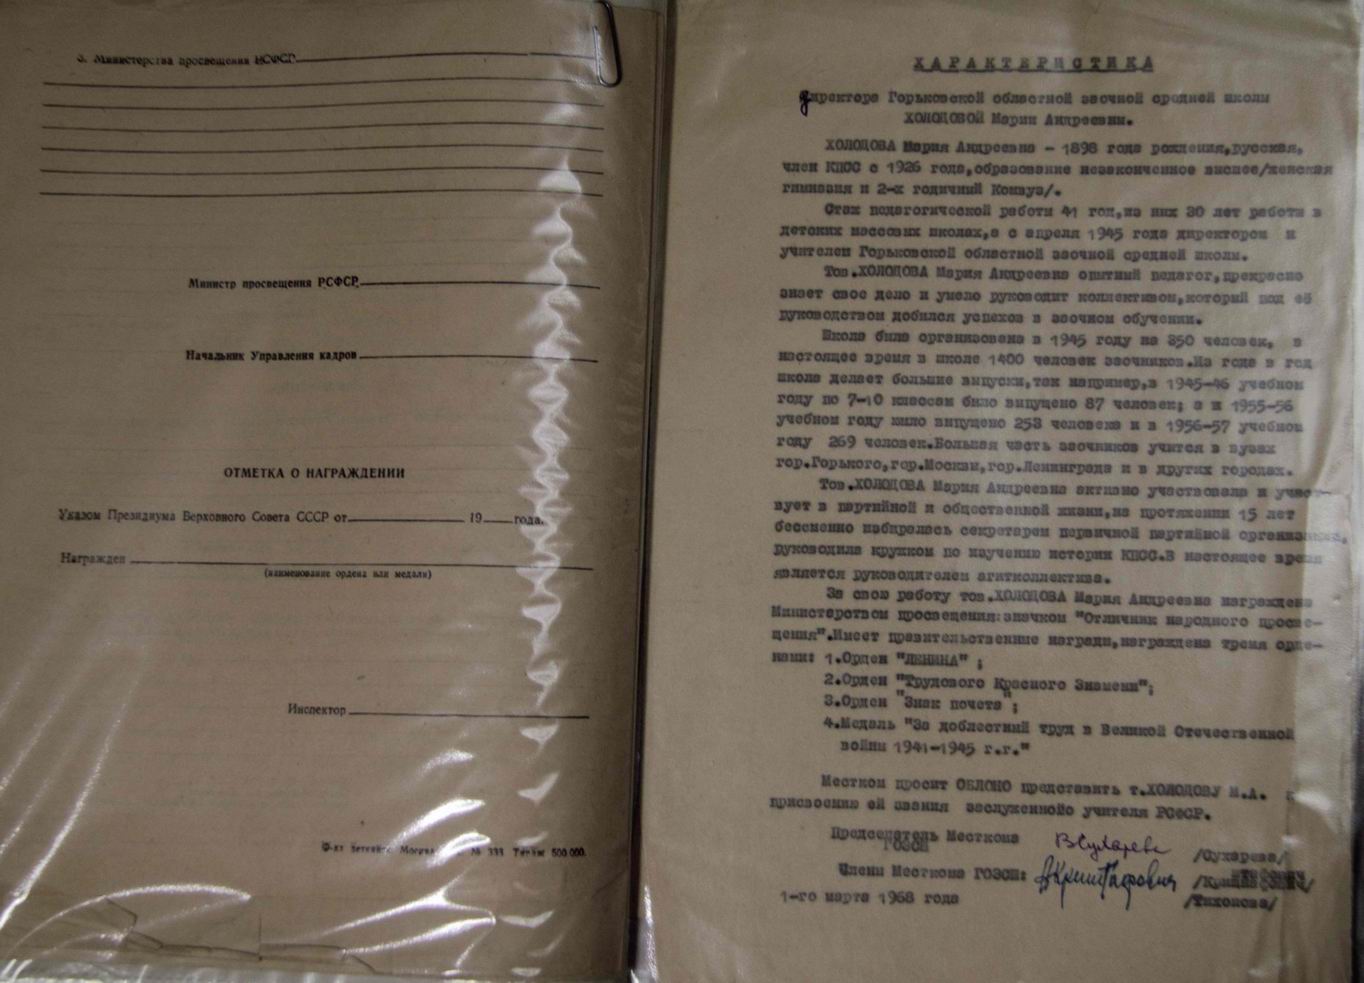 3. Министерства просвещения РСФСР
Министр просвещения РСФСР
Начальник Управления кадров
ОТМЕТКА О НАГРАЖДЕНИИ
Указом Президиума Верховного Совета СССР от 19 года.
Награжден
(наименование ордена или медали)
Инспектор
333 Тираж 500 000.
ХАРАКТЕРИСТИКА
Директора Горьковской областной заочной средней школы
ХОЛОДОВОЙ Марии Андреевны.
ХОЛОДОВА Мария Андреевна - 1898 года рождения,русская,
член КПСС с 1926 года,образование незаконченное высшее/женская
гимназия и 2-х годичный Комвуз/.
Стаж педагогической работы 41 год,из них 30 лет работы в
детских массовых школах,а с апреля 1945 года директором и
учителем Горьковской областной заочной средней школы.
Тов.ХОЛОДОВА Мария Андреевна опытный педагог,прекрасно
знает свое дело и умело руководит коллективом,который под её
руководством добился успехов в заочном обучении.
Школа была организована в 1945 году на 350 человек, в
настоящее время в школе 1400 человек заочников.Из года в год
школа делает большие выпуски,так например,в 1945-46 учебном
году по 7-10 классам было выпущено 87 человек; а в 1955-56
учебном году было выпущено 253 человека и в 1956-57 учебном
году 269 человек.Большая часть заочников учится в вузах
гор.Горького,гор.Москвы,гор.Ленинграда и в других городах.
Тов.ХОЛОДОВА Мария Андреевна активно участвовала и участ-
вует в партийной и общественной жизни,на протяжении 15 лет
бессменно избиралась секретарем первичной партийной организации,
руководила кружком по изучению истории КПСС.В настоящее время
является руководителем агитколлектива.
За свою работу тов.ХОЛОДОВА Мария Андреевна награждена
Министерством просвещения:значком "Отличник народного просве-
щения".Имеет правительственные награды,награждена тремя орде-
нами: 1.Орден "ЛЕНИНА" ;
2.Орден "Трудового Красного Знамени";
3.Орден "Знак почета" ;
4.Медаль "За доблестный труд в Великой Отечественной
войны 1941-1945 г.г."
Местком просит ОБЛОНО представить т.ХОЛОДОВУ М.А. к
присвоению ей звания заслуженного учителя РСФСР.
Председатель Месткома
ГОЗСШ
/Сухарева/
Члены Месткома ГОЗСШ:
/Тихонова/
1-го марта 1968 года